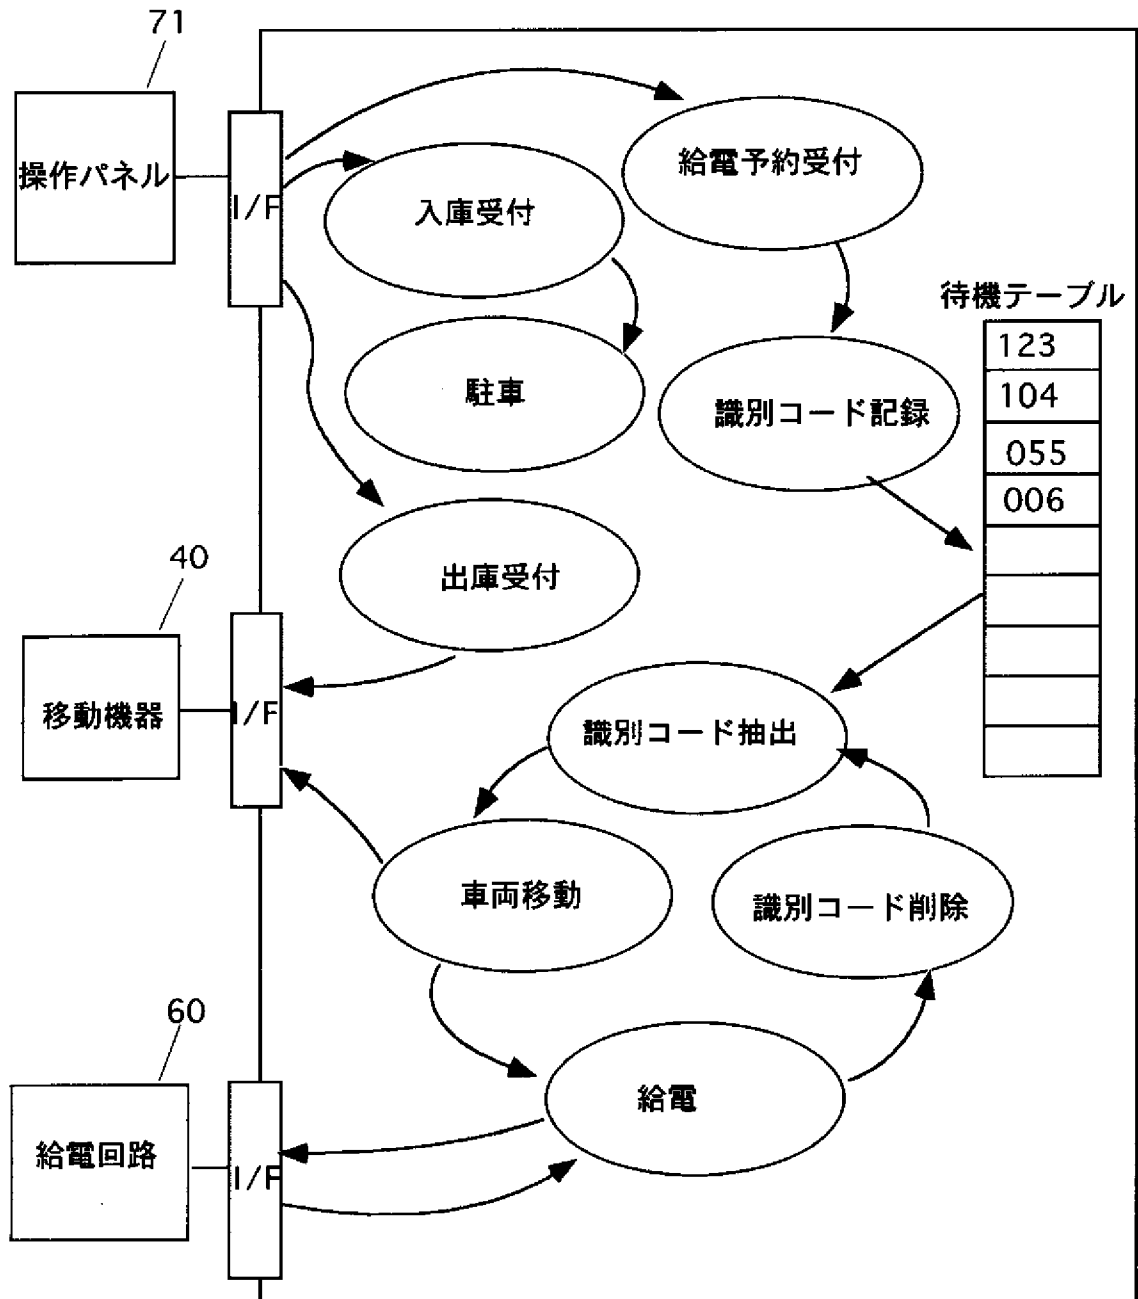 71
操作パネル
I/F
給電予約受付
入庫受付
待機テーブル
123
104
055
006
駐車
識別コード記録
出庫受付
40
移動機器
I/F
識別コード抽出
車両移動
識別コード削除
60
給電回路
I/F
給電